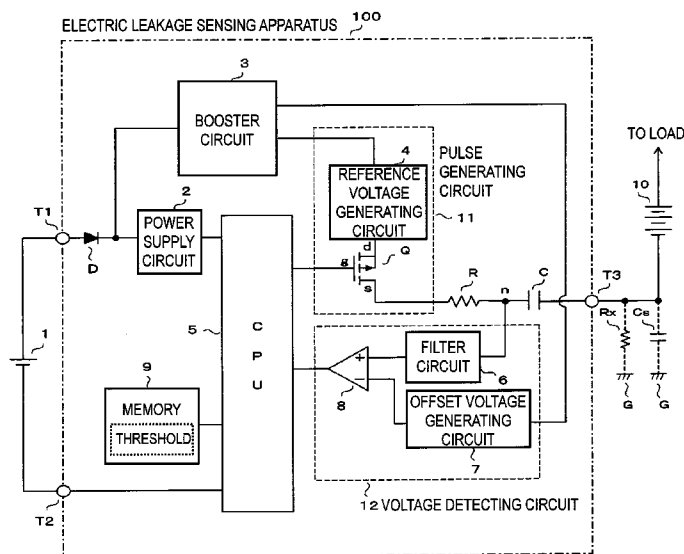 ELECTRIC LEAKAGE SENSING APPARATUS
100
3
BOOSTER
CIRCUIT
TO LOAD
4
REFERENCE
VOLTAGE
GENERATING
CIRCUIT
PULSE
GENERATING
CIRCUIT
11
10
2
POWER
SUPPLY
CIRCUIT
T1
D
d
g
Q
s
R
n
C
T3
5
C
P
U
1
9
MEMORY
THRESHOLD
+
−
8
FILTER
CIRCUIT
6
OFFSET VOLTAGE
GENERATING
CIRCUIT
7
Rx
Cs
G
G
T2
12 VOLTAGE DETECTING CIRCUIT